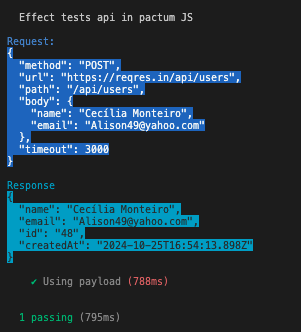 Effect tests api in pactum JS
Request:
{
"method": "POST",
"url": "https://reqres.in/api/users",
"path": "/api/users",
"body": {
"name": "Cecília Monteiro",
"email": "Alison49@yahoo.com"
},
"timeout": 3000
}
Response
{
"name": "Cecília Monteiro",
"email": "Alison49@yahoo.com",
"id": "48",
"createdAt": "2024-10-25T16:54:13.898Z"
}
✔ Using payload (788ms)
1 passing (795ms)